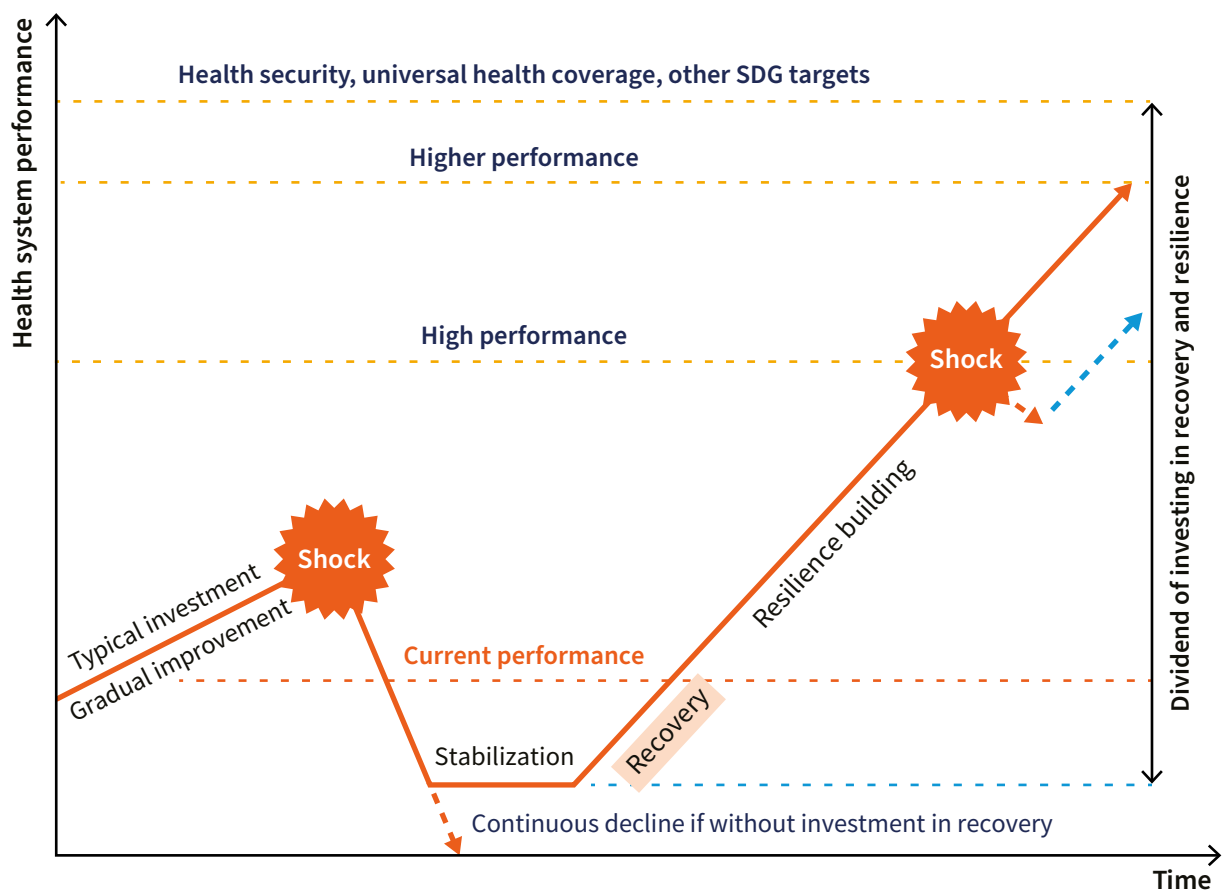 Health system performance
Health security, universal health coverage, other SDG targets
Higher performance
High performance
Shock
Shock
Typical investment
Gradual improvement
Current performance
Stabilization
Recovery
Resilience building
Continuous decline if without investment in recovery
Dividend of investing in recovery and resilience
Time